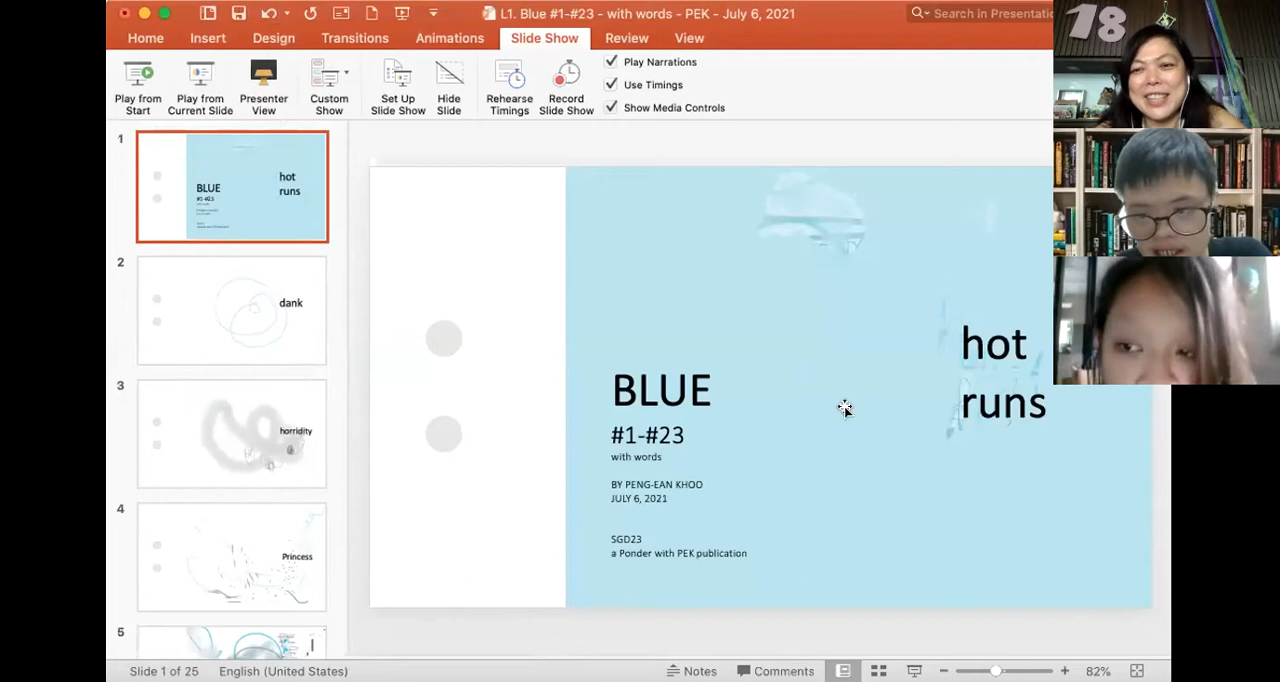 L1. Blue #1-#23 - with words - PEK - July 6, 2021
Search in Presentatio
Home Insert Design Transitions Animations Slide Show Review View
Play from Start
Play from Current Slide
Presenter View
Custom Show
Set Up Slide Show
Hide Slide
Rehearse Timings
Record Slide Show
Play Narrations
Use Timings
Show Media Controls
18
1
BLUE
#1-#23
hot
runs
2
dank
3
horridity
4
Princess
5
hot
runs
BLUE
#1-#23
with words
BY PENG-EAN KHOO
JULY 6, 2021
SGD23
a Ponder with PEK publication
Slide 1 of 25 English (United States) Notes Comments 82%